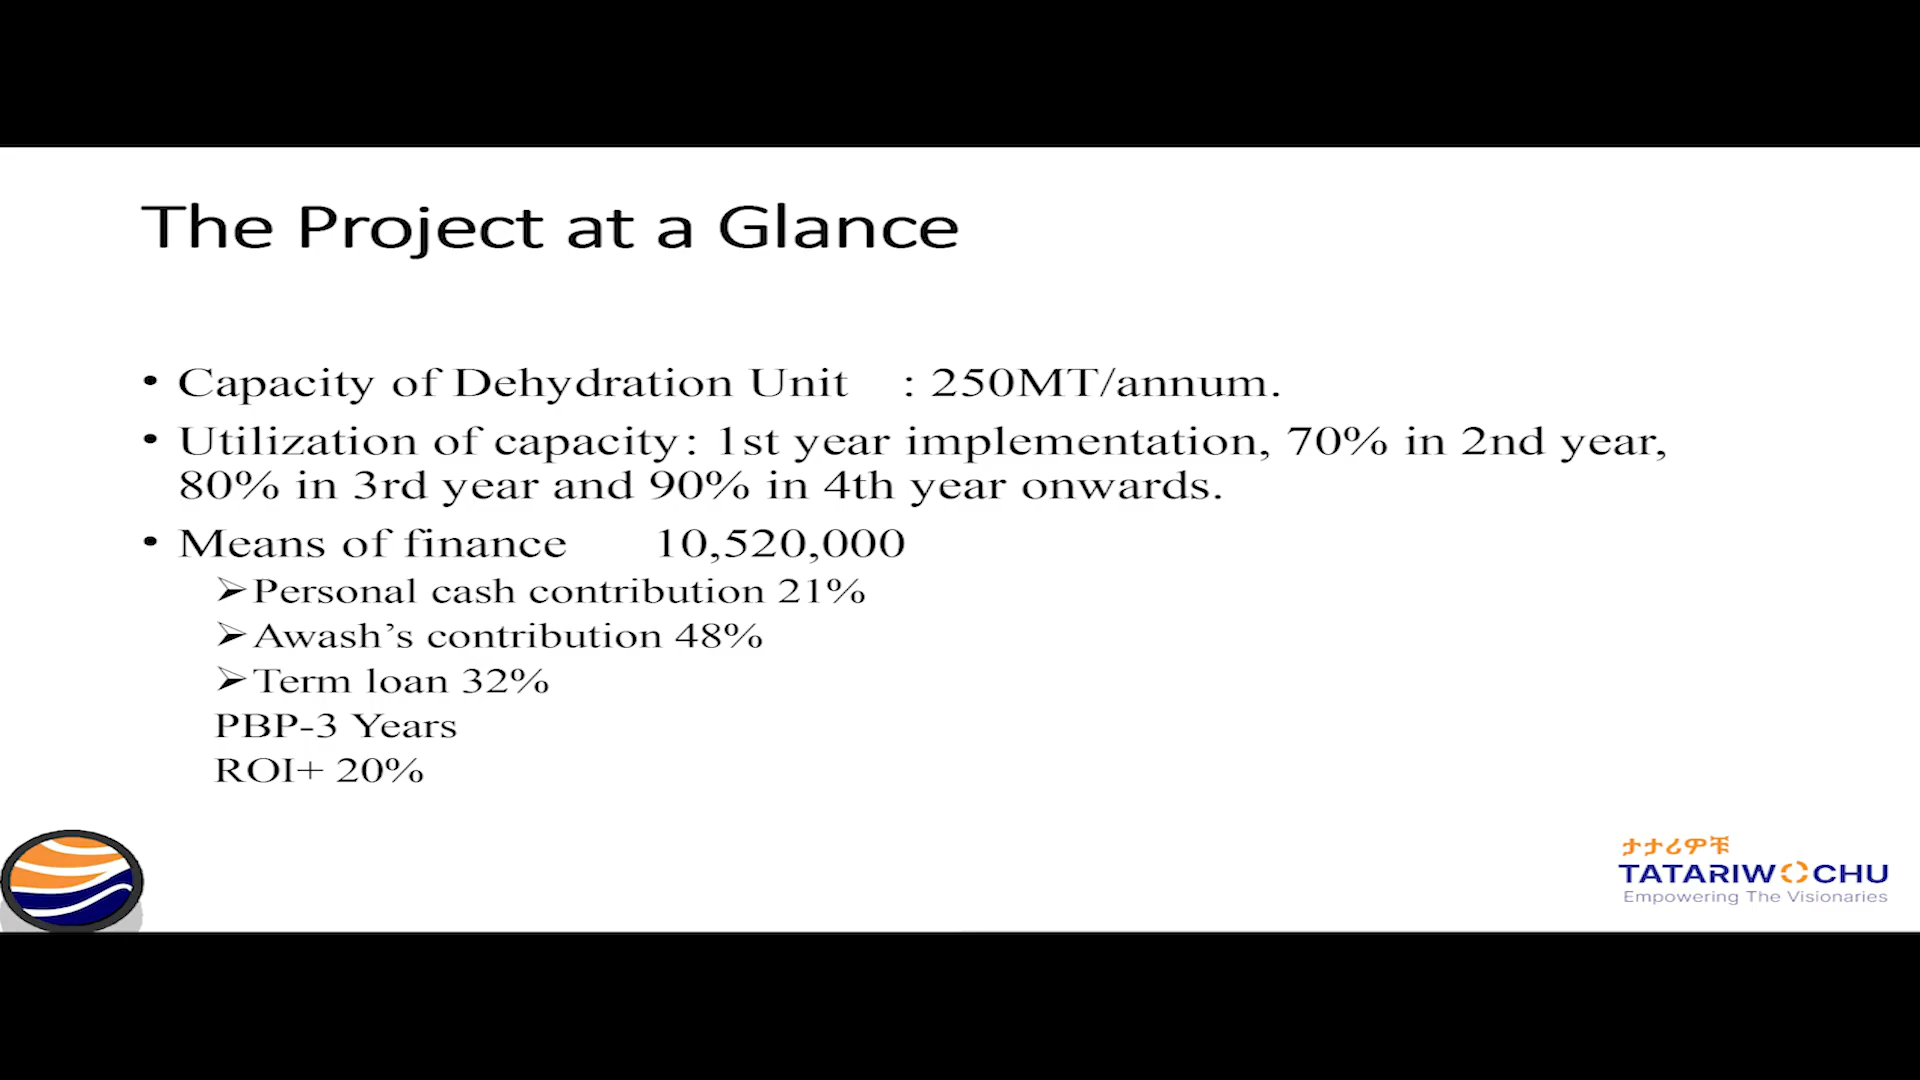 The Project at a Glance
• Capacity of Dehydration Unit : 250MT/annum.
• Utilization of capacity: 1st year implementation, 70% in 2nd year,
80% in 3rd year and 90% in 4th year onwards.
• Means of finance 10,520,000
➢Personal cash contribution 21%
➢Awash’s contribution 48%
➢Term loan 32%
PBP-3 Years
ROI+ 20%
ታታሪዎቹ
TATARIWOCHU
Empowering The Visionaries